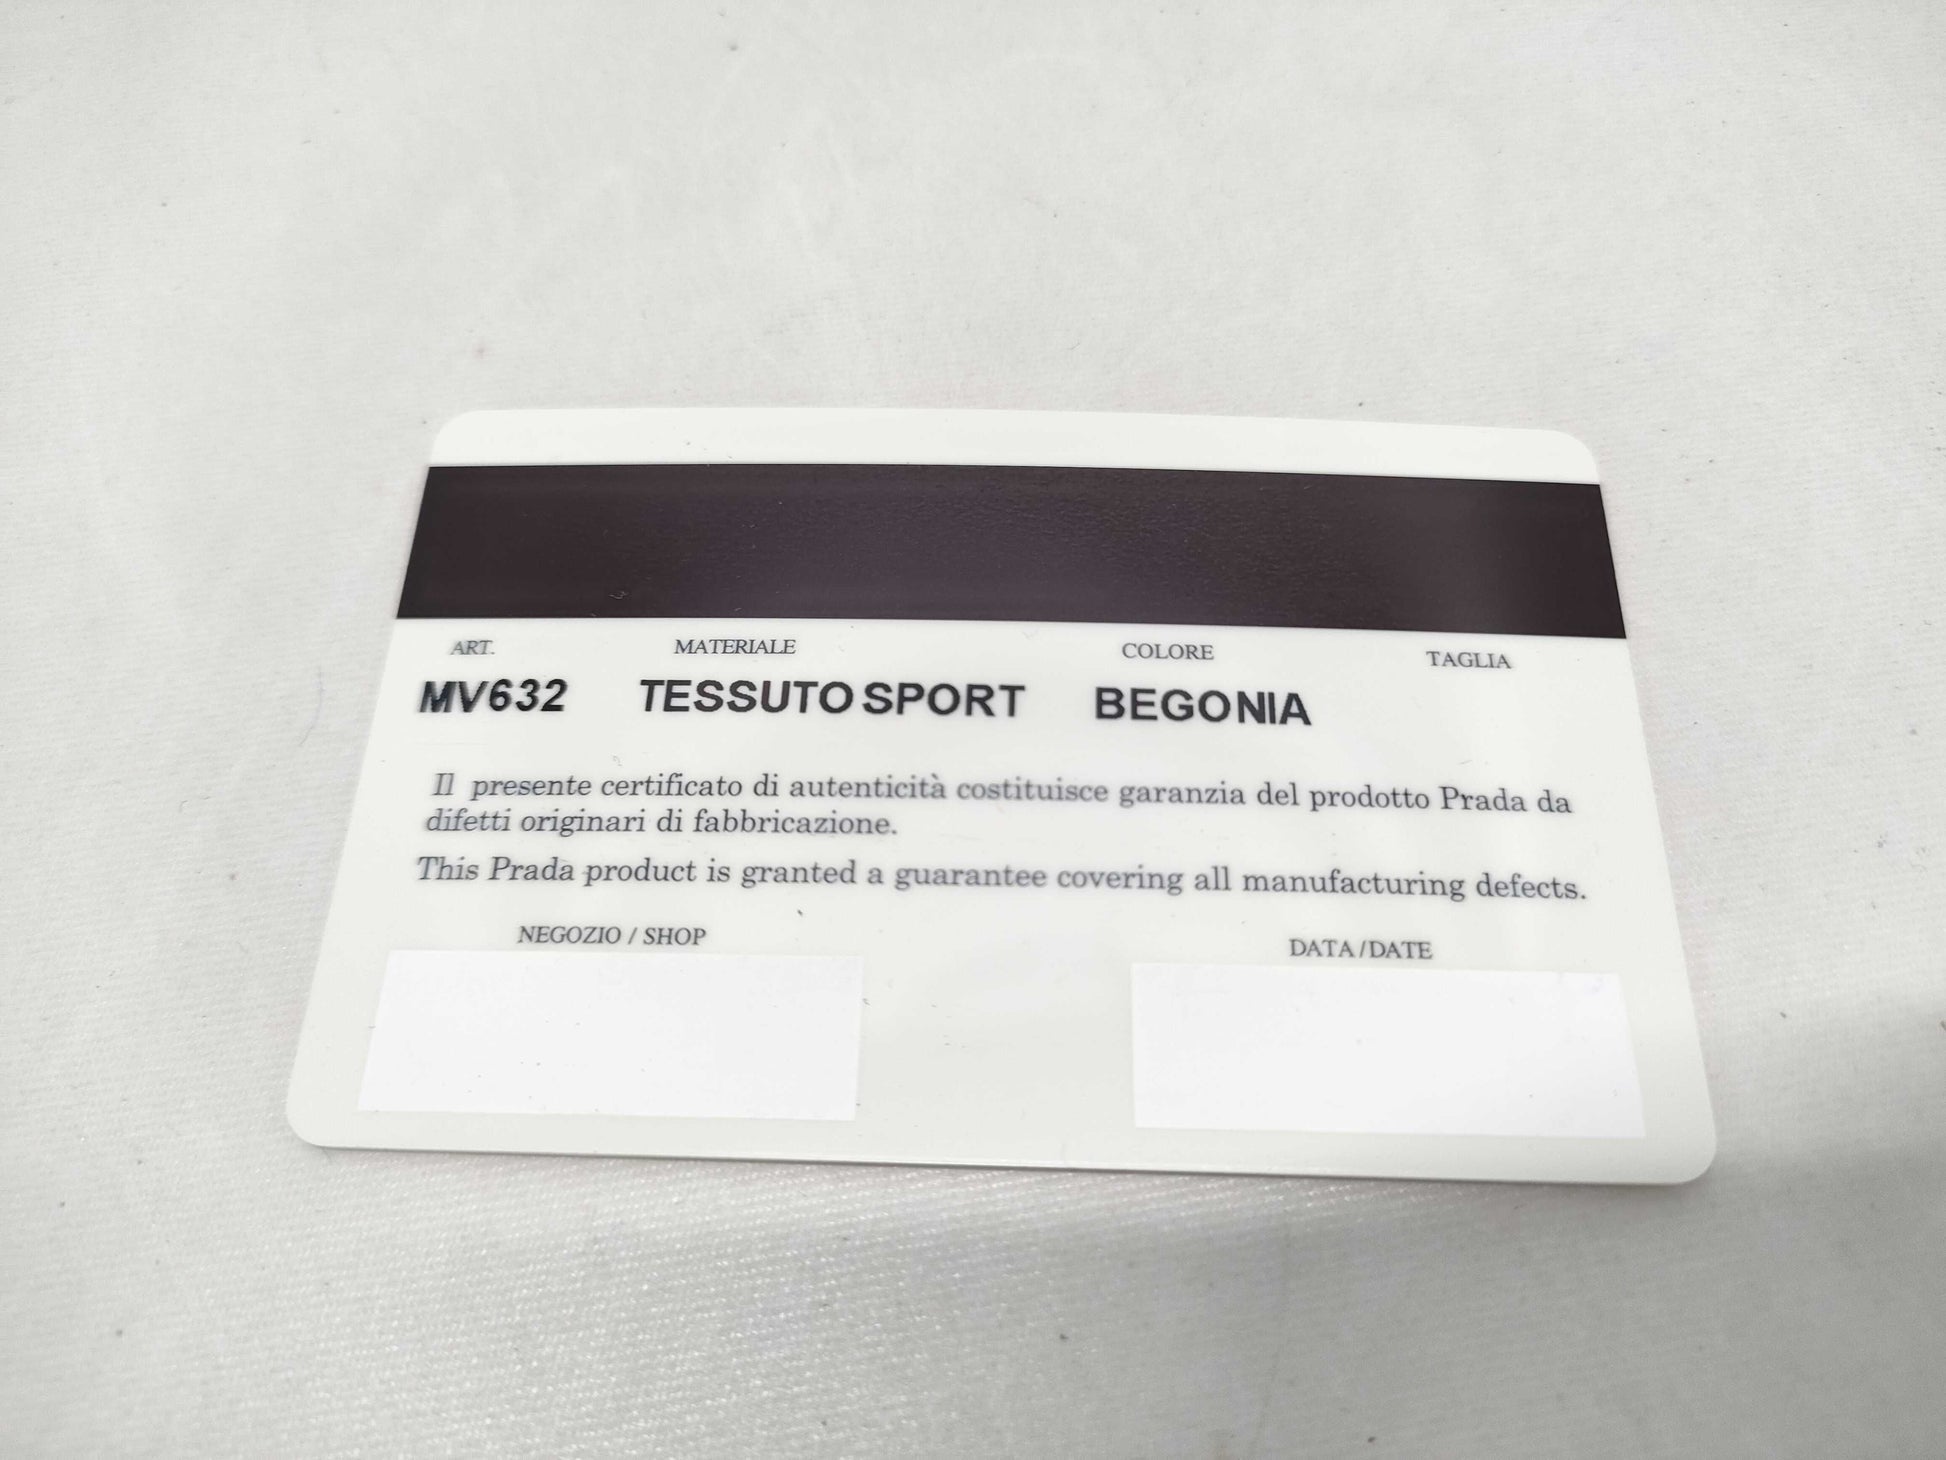 ART. MATERIALE COLORE TAGLIA
MV632 TESSUTO SPORT BEGONIA
Il presente certificato di autenticità costituisce garanzia del prodotto Prada da
difetti originari di fabbricazione.
This Prada product is granted a guarantee covering all manufacturing defects.
NEGOZIO / SHOP DATA/DATE